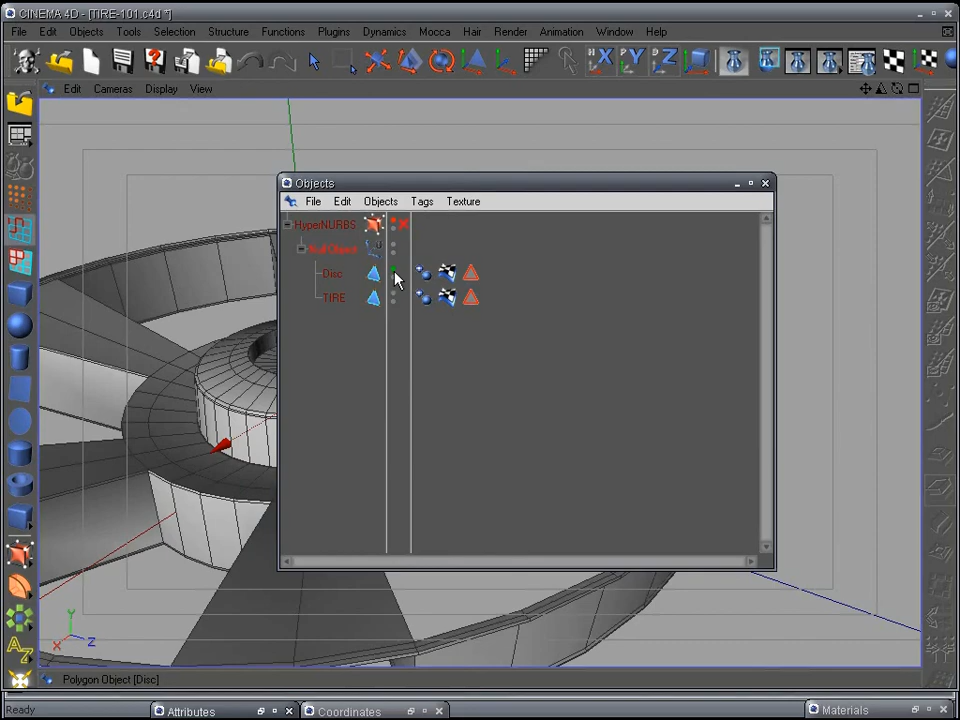 CINEMA 4D - [TIRE-101.c4d *]
File Edit Objects Tools Selection Structure Functions Plugins Dynamics Mocca Hair Render Animation Window Help
X Y Z
Edit Cameras Display View
Objects
File Edit Objects Tags Texture
HyperNURBS
Null Object
Disc
TIRE
Y
X Z
Polygon Object [Disc]
Ready Attributes Coordinates Materials